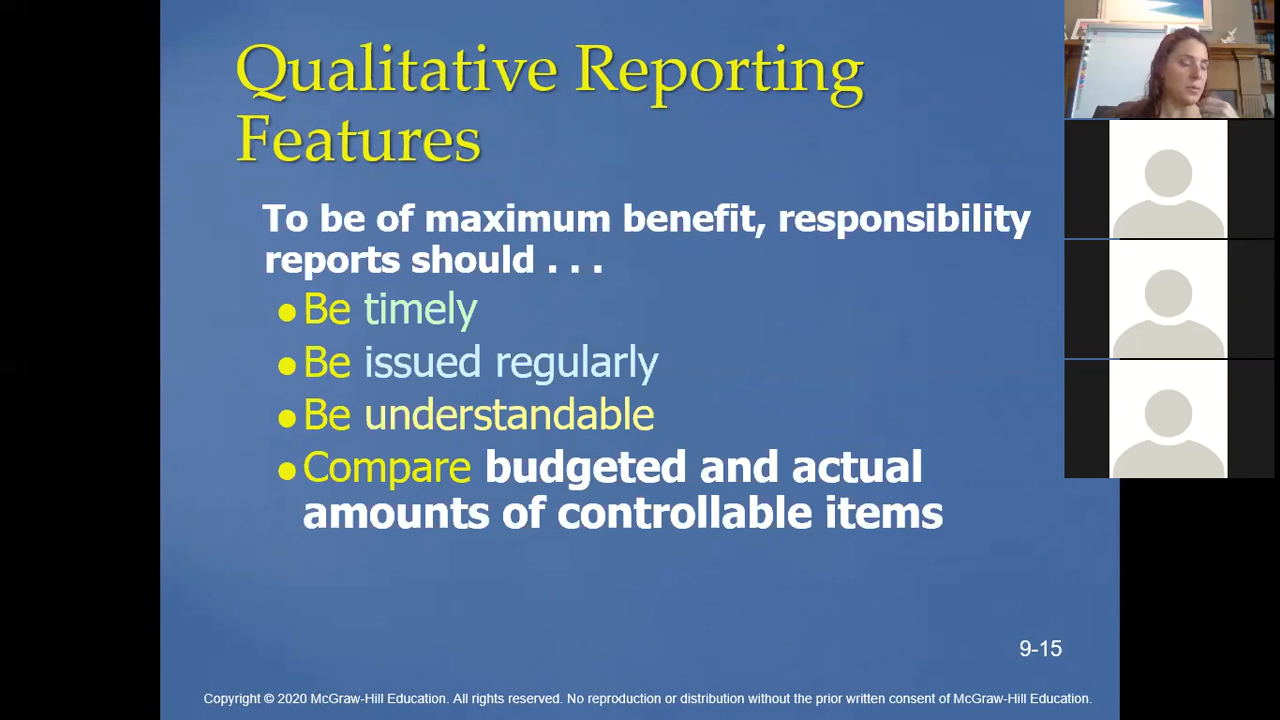 Qualitative Reporting
Features
To be of maximum benefit, responsibility
reports should . . .
●Be timely
●Be issued regularly
●Be understandable
●Compare budgeted and actual
amounts of controllable items
9-15
Copyright © 2020 McGraw-Hill Education. All rights reserved. No reproduction or distribution without the prior written consent of McGraw-Hill Education.